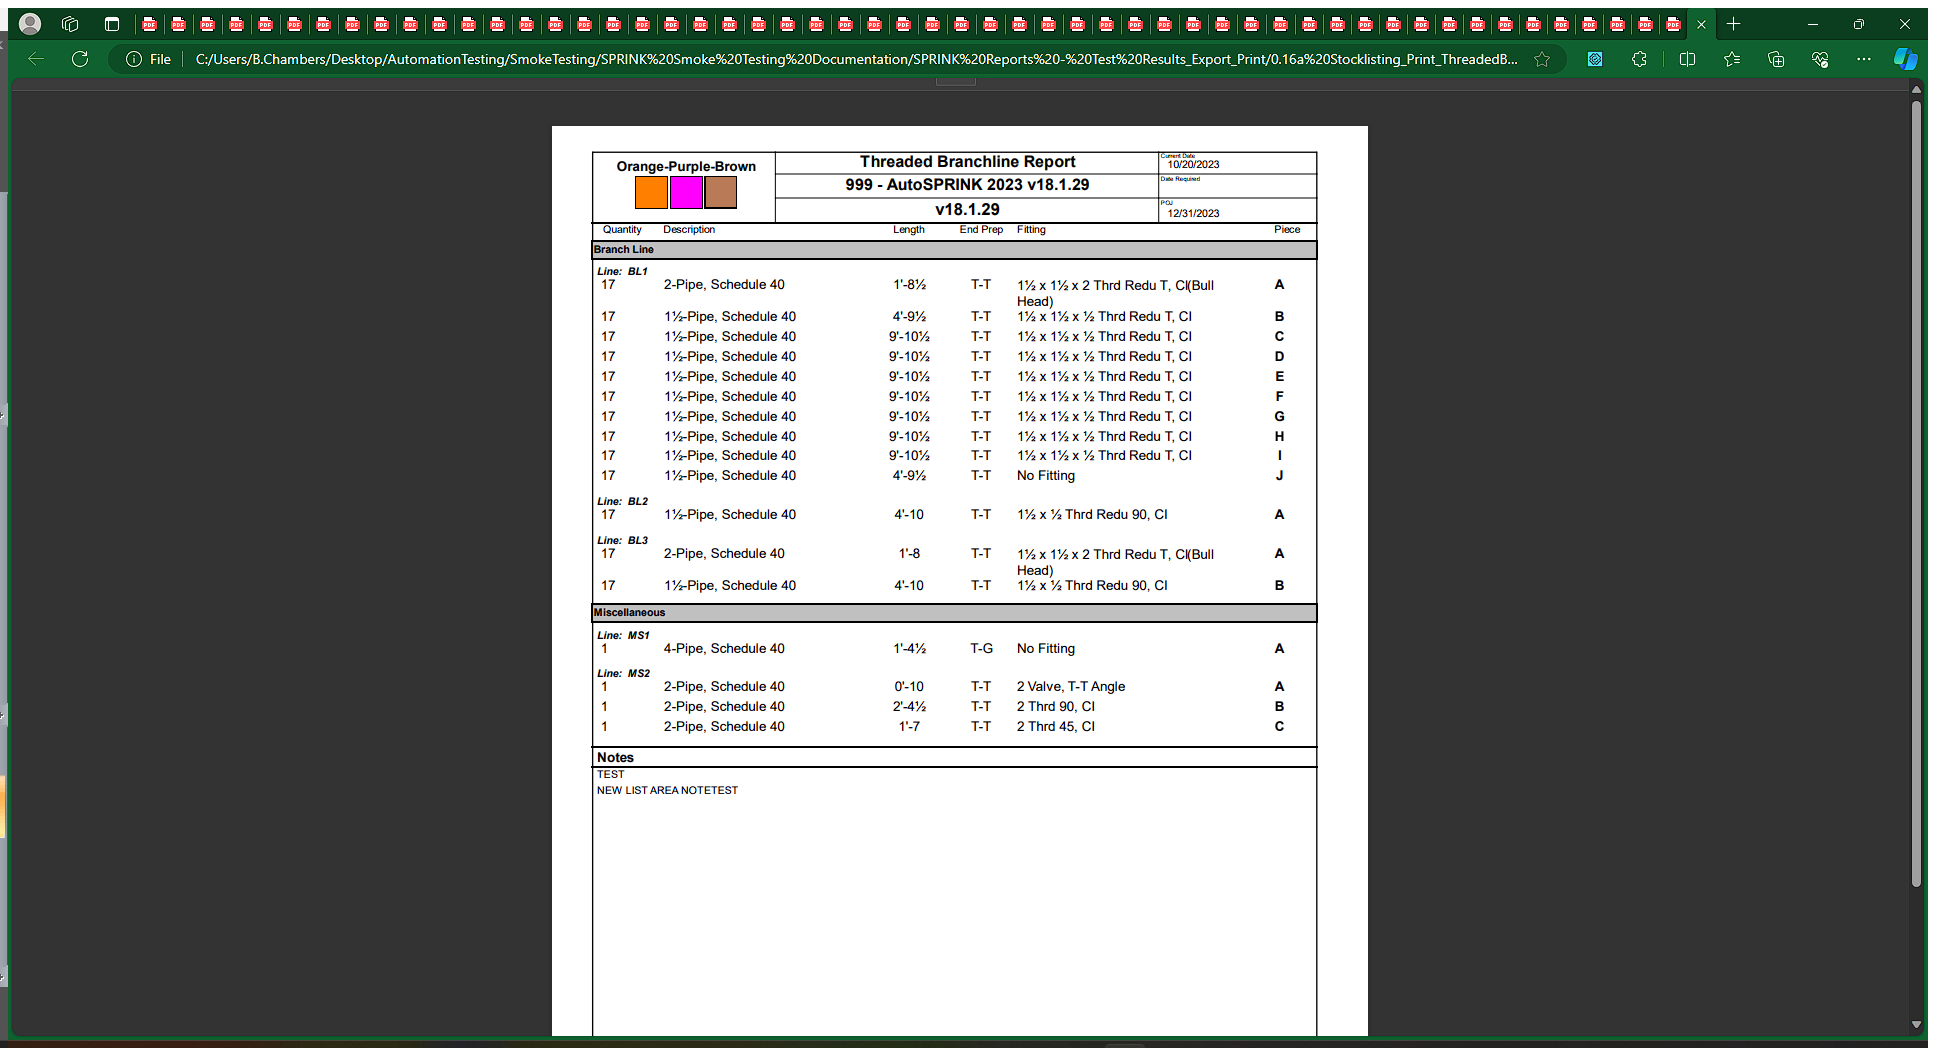 File
C:/Users/B.Chambers/Desktop/AutomationTesting/SmokeTesting/SPRINK%20Smoke%20Testing%20Documentation/SPRINK%20Reports%20-%20Test%20Results_Export_Print/0.16a%20Stocklisting_Print_ThreadedB...
Orange-Purple-Brown
Threaded Branchline Report
999 - AutoSPRINK 2023 v18.1.29
v18.1.29
Current Date
10/20/2023
Date Required
POJ
12/31/2023
Quantity Description Length End Prep Fitting Piece
Branch Line
Line: BL1
17 2-Pipe, Schedule 40 1'-8½ T-T 1½ x 1½ x 2 Thrd Redu T, CI(Bull A
Head)
17 1½-Pipe, Schedule 40 4'-9½ T-T 1½ x 1½ x ½ Thrd Redu T, CI B
17 1½-Pipe, Schedule 40 9'-10½ T-T 1½ x 1½ x ½ Thrd Redu T, CI C
17 1½-Pipe, Schedule 40 9'-10½ T-T 1½ x 1½ x ½ Thrd Redu T, CI D
17 1½-Pipe, Schedule 40 9'-10½ T-T 1½ x 1½ x ½ Thrd Redu T, CI E
17 1½-Pipe, Schedule 40 9'-10½ T-T 1½ x 1½ x ½ Thrd Redu T, CI F
17 1½-Pipe, Schedule 40 9'-10½ T-T 1½ x 1½ x ½ Thrd Redu T, CI G
17 1½-Pipe, Schedule 40 9'-10½ T-T 1½ x 1½ x ½ Thrd Redu T, CI H
17 1½-Pipe, Schedule 40 9'-10½ T-T 1½ x 1½ x ½ Thrd Redu T, CI I
17 1½-Pipe, Schedule 40 4'-9½ T-T No Fitting J
Line: BL2
17 1½-Pipe, Schedule 40 4'-10 T-T 1½ x ½ Thrd Redu 90, CI A
Line: BL3
17 2-Pipe, Schedule 40 1'-8 T-T 1½ x 1½ x 2 Thrd Redu T, CI(Bull A
Head)
17 1½-Pipe, Schedule 40 4'-10 T-T 1½ x ½ Thrd Redu 90, CI B
Miscellaneous
Line: MS1
1 4-Pipe, Schedule 40 1'-4½ T-G No Fitting A
Line: MS2
1 2-Pipe, Schedule 40 0'-10 T-T 2 Valve, T-T Angle A
1 2-Pipe, Schedule 40 2'-4½ T-T 2 Thrd 90, CI B
1 2-Pipe, Schedule 40 1'-7 T-T 2 Thrd 45, CI C
Notes
TEST
NEW LIST AREA NOTETEST